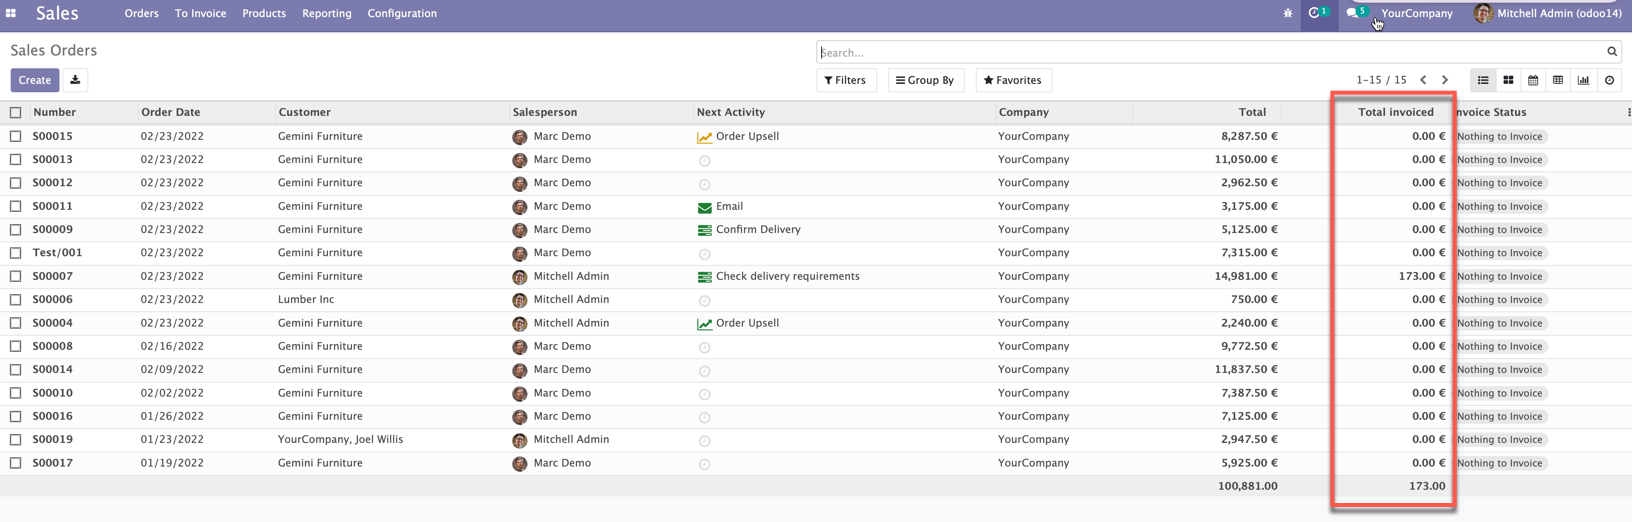 Sales Orders To Invoice Products Reporting Configuration 1 5 YourCompany Mitchell Admin (odoo14)
Sales Orders Search...
Create Filters Group By Favorites 1-15 / 15
Number Order Date Customer Salesperson Next Activity Company Total Total invoiced nvoice Status
S00015 02/23/2022 Gemini Furniture Marc Demo Order Upsell YourCompany 8,287.50 € 0.00 € Nothing to Invoice
S00013 02/23/2022 Gemini Furniture Marc Demo YourCompany 11,050.00 € 0.00 € Nothing to Invoice
S00012 02/23/2022 Gemini Furniture Marc Demo YourCompany 2,962.50 € 0.00 € Nothing to Invoice
S00011 02/23/2022 Gemini Furniture Marc Demo Email YourCompany 3,175.00 € 0.00 € Nothing to Invoice
S00009 02/23/2022 Gemini Furniture Marc Demo Confirm Delivery YourCompany 5,125.00 € 0.00 € Nothing to Invoice
Test/001 02/23/2022 Gemini Furniture Marc Demo YourCompany 7,315.00 € 0.00 € Nothing to Invoice
S00007 02/23/2022 Gemini Furniture Mitchell Admin Check delivery requirements YourCompany 14,981.00 € 173.00 € Nothing to Invoice
S00006 02/23/2022 Lumber Inc Mitchell Admin YourCompany 750.00 € 0.00 € Nothing to Invoice
S00004 02/23/2022 Gemini Furniture Mitchell Admin Order Upsell YourCompany 2,240.00 € 0.00 € Nothing to Invoice
S00008 02/16/2022 Gemini Furniture Marc Demo YourCompany 9,772.50 € 0.00 € Nothing to Invoice
S00014 02/09/2022 Gemini Furniture Marc Demo YourCompany 11,837.50 € 0.00 € Nothing to Invoice
S00010 02/02/2022 Gemini Furniture Marc Demo YourCompany 7,387.50 € 0.00 € Nothing to Invoice
S00016 01/26/2022 Gemini Furniture Marc Demo YourCompany 7,125.00 € 0.00 € Nothing to Invoice
S00019 01/23/2022 YourCompany, Joel Willis Mitchell Admin YourCompany 2,947.50 € 0.00 € Nothing to Invoice
S00017 01/19/2022 Gemini Furniture Marc Demo YourCompany 5,925.00 € 0.00 € Nothing to Invoice
100,881.00 173.00